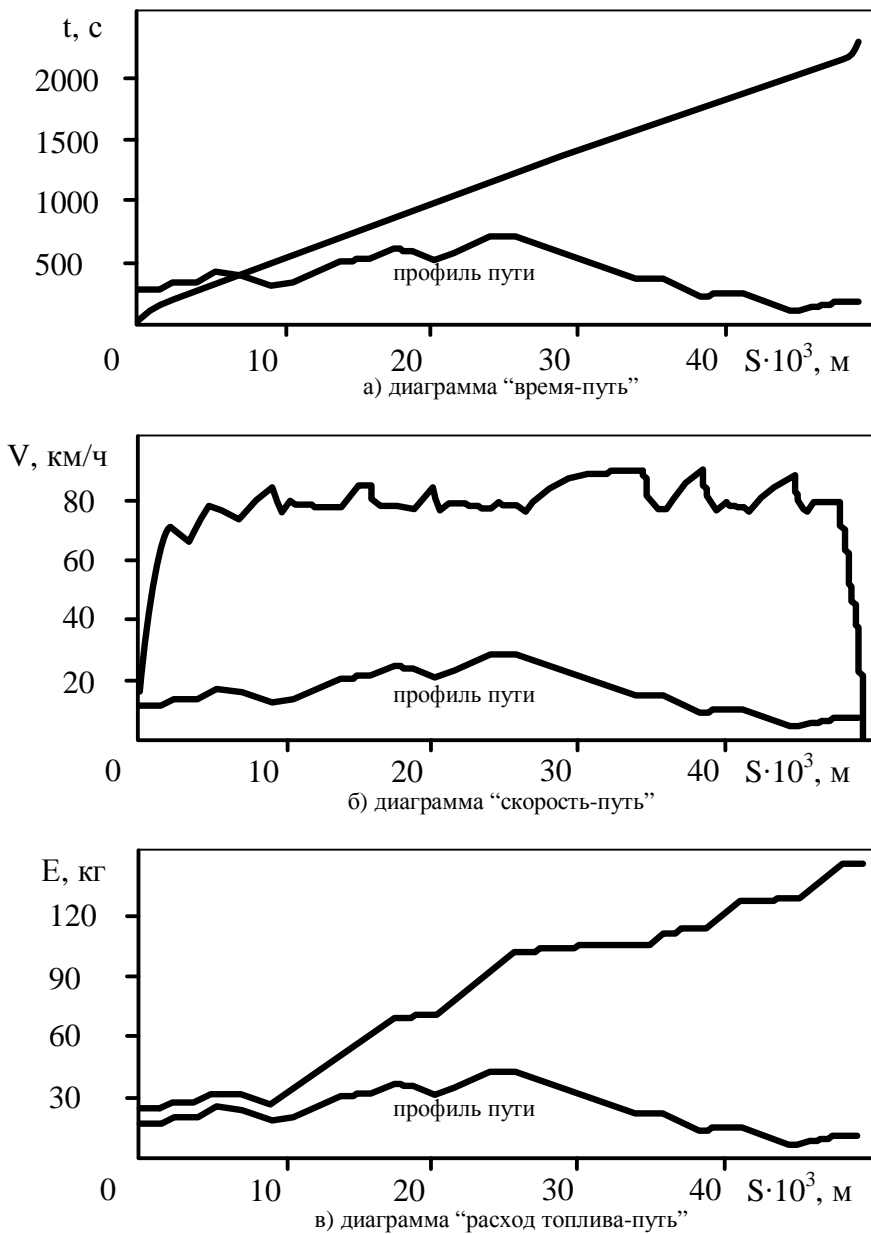 t, с
2000
1500
1000
500
профиль пути
0 10 20 30 40 S·10³, м
а) диаграмма “время-путь”
V, км/ч
80
60
40
20
профиль пути
0 10 20 30 40 S·10³, м
б) диаграмма “скорость-путь”
E, кг
120
90
60
30
профиль пути
0 10 20 30 40 S·10³, м
в) диаграмма “расход топлива-путь”